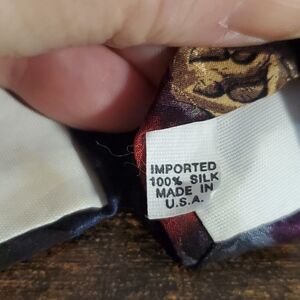 IMPORTED
100% SILK
MADE IN
U.S.A.